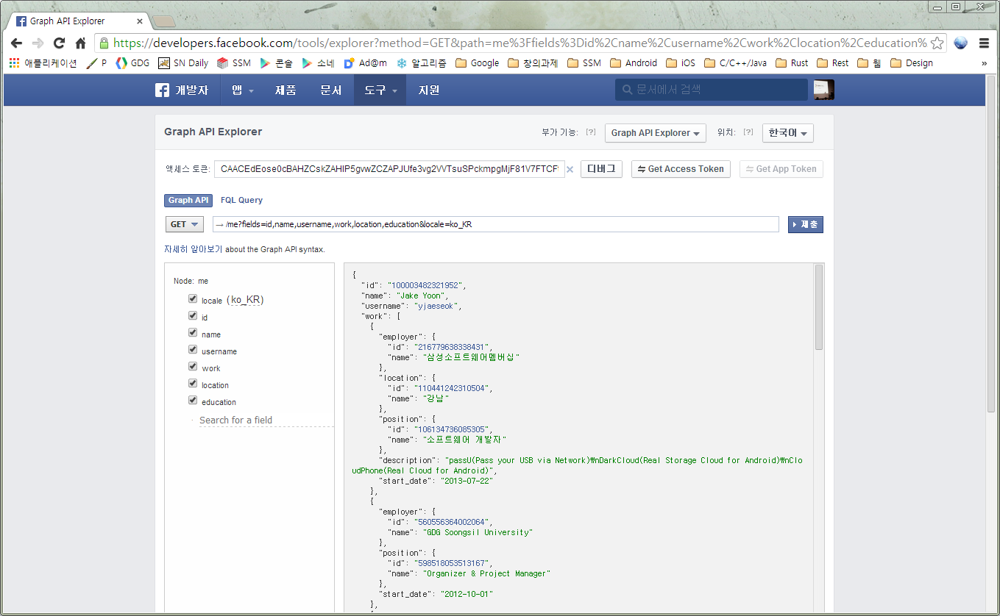 Graph API Explorer
https://developers.facebook.com/tools/explorer?method=GET&path=me%3Ffields%3Did%2Cname%2Cusername%2Cwork%2Clocation%2Ceducation%
애플리케이션 P GDG SN Daily SSM 콘솔 소네 Ad@m 알고리즘 Google 창의과제 SSM Android iOS C/C++/Java Rust Rest 웹 Design »
개발자 앱 제품 문서 도구 지원 문서에서 검색
Graph API Explorer 부가 기능: [?] Graph API Explorer 위치: [?] 한국어
액세스 토큰: 디버그 Get Access Token Get App Token
Graph API FQL Query
GET → /me?fields=id,name,username,work,location,education&locale=ko_KR 제출
자세히 알아보기 about the Graph API syntax.
Node: me
locale (ko_KR)
id
name
username
work
location
education
Search for a field
{
"id": "100003482321952",
"name": "Jake Yoon",
"username": "yjaeseok",
"work": [
{
"employer": {
"id": "216779638338431",
"name": "삼성소프트웨어멤버십"
},
"location": {
"id": "110441242310504",
"name": "강남"
},
"position": {
"id": "106134736085305",
"name": "소프트웨어 개발자"
},
"description": "passU(Pass your USB via Network)₩nDarkCloud(Real Storage Cloud for Android)₩nClo
udPhone(Real Cloud for Android)",
"start_date": "2013-07-22"
},
{
"employer": {
"id": "560556364002064",
"name": "GDG Soongsil University"
},
"position": {
"id": "598518053513167",
"name": "Organizer & Project Manager"
},
"start_date": "2012-10-01"
},